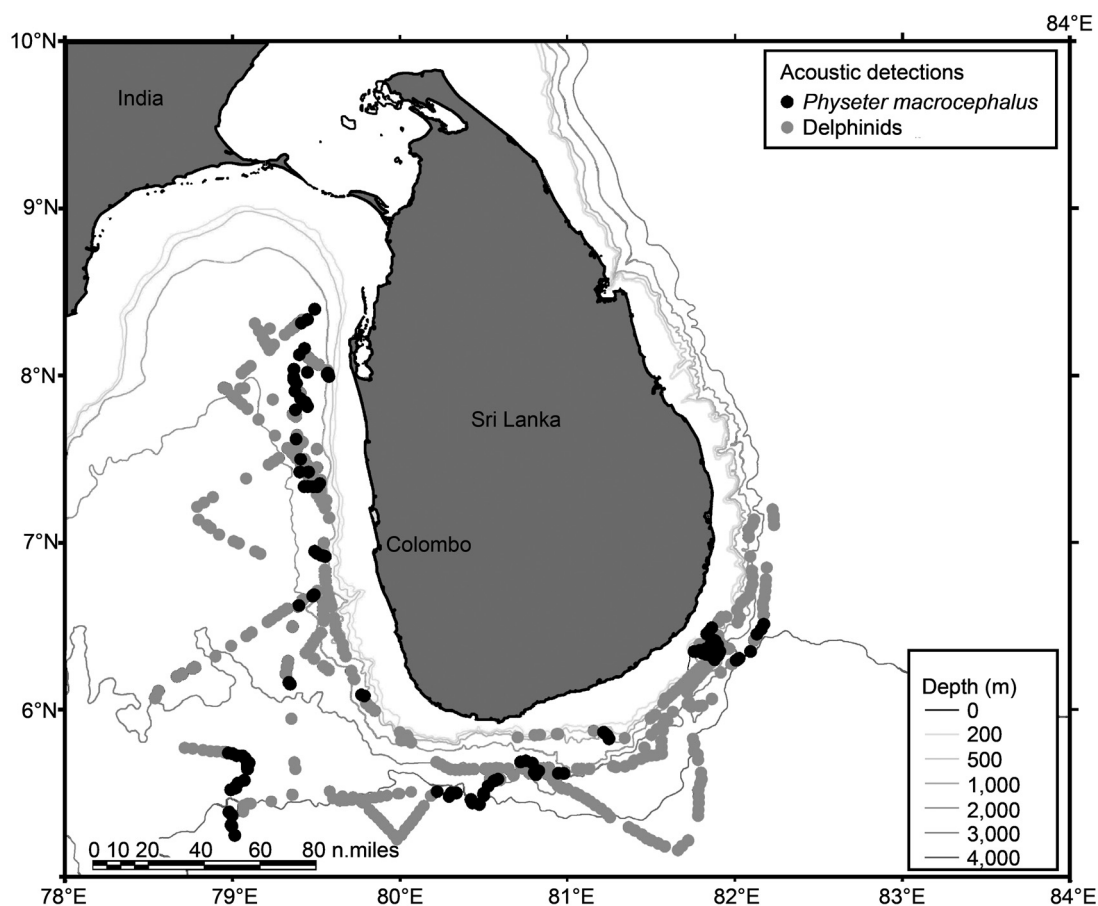 84°E
10°N
India
Acoustic detections
Physeter macrocephalus
Delphinids
9°N
8°N
Sri Lanka
7°N
Colombo
6°N
Depth (m)
0
200
500
1,000
2,000
3,000
4,000
0 10 20 40 60 80 n.miles
78°E 79°E 80°E 81°E 82°E 83°E 84°E